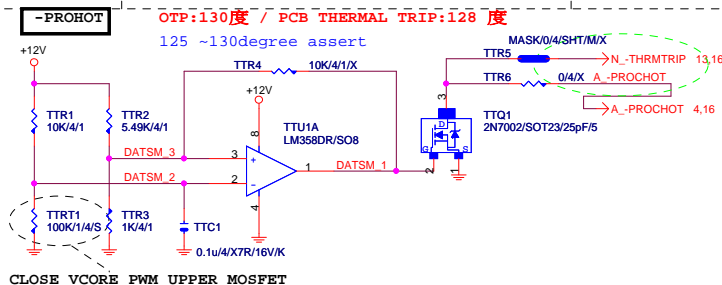 -PROHOT
OTP:130度 / PCB THERMAL TRIP:128 度
125 ~130degree assert
+12V
TTR4
10K/4/1/X
MASK/0/4/SHT/M/X
TTR5
N_-THRMTRIP 13,16
TTR6
0/4/X
A_-PROCHOT
A_-PROCHOT 4,16
+12V
TTR1
10K/4/1
TTR2
5.49K/4/1
TTU1A
LM358DR/SO8
3
TTQ1
2N7002/SOT23/25pF/5
D
G
S
8
DATSM_3
3
+
1
DATSM_1
2
1
DATSM_2
2
-
4
TTRT1
100K/1/4/S
TTR3
1K/4/1
TTC1
0.1u/4/X7R/16V/K
CLOSE VCORE PWM UPPER MOSFET